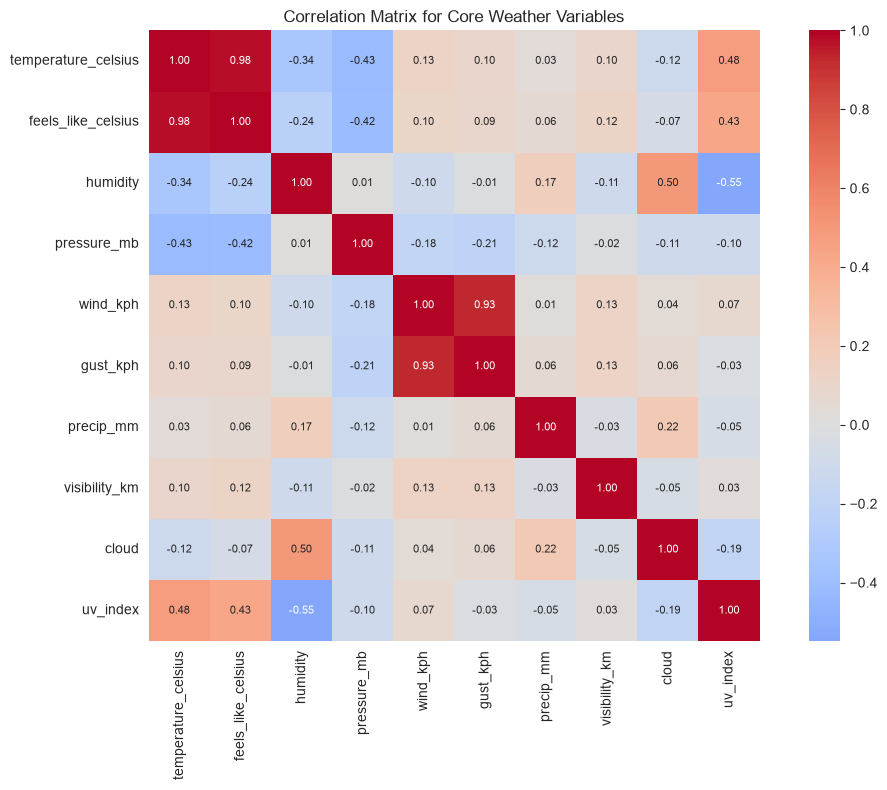 Correlation Matrix for Core Weather Variables
temperature_celsius 1.00 0.98 -0.34 -0.43 0.13 0.10 0.03 0.10 -0.12 0.48
feels_like_celsius 0.98 1.00 -0.24 -0.42 0.10 0.09 0.06 0.12 -0.07 0.43
humidity -0.34 -0.24 1.00 0.01 -0.10 -0.01 0.17 -0.11 0.50 -0.55
pressure_mb -0.43 -0.42 0.01 1.00 -0.18 -0.21 -0.12 -0.02 -0.11 -0.10
wind_kph 0.13 0.10 -0.10 -0.18 1.00 0.93 0.01 0.13 0.04 0.07
gust_kph 0.10 0.09 -0.01 -0.21 0.93 1.00 0.06 0.13 0.06 -0.03
precip_mm 0.03 0.06 0.17 -0.12 0.01 0.06 1.00 -0.03 0.22 -0.05
visibility_km 0.10 0.12 -0.11 -0.02 0.13 0.13 -0.03 1.00 -0.05 0.03
cloud -0.12 -0.07 0.50 -0.11 0.04 0.06 0.22 -0.05 1.00 -0.19
uv_index 0.48 0.43 -0.55 -0.10 0.07 -0.03 -0.05 0.03 -0.19 1.00
temperature_celsius
feels_like_celsius
humidity
pressure_mb
wind_kph
gust_kph
precip_mm
visibility_km
cloud
uv_index
1.0
0.8
0.6
0.4
0.2
0.0
−0.2
−0.4